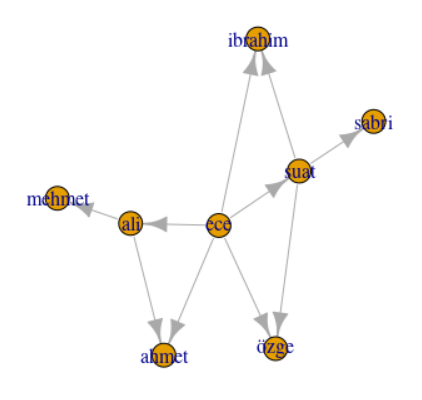 ibrahim
sabri
suat
mehmet
ali
ece
ahmet
özge